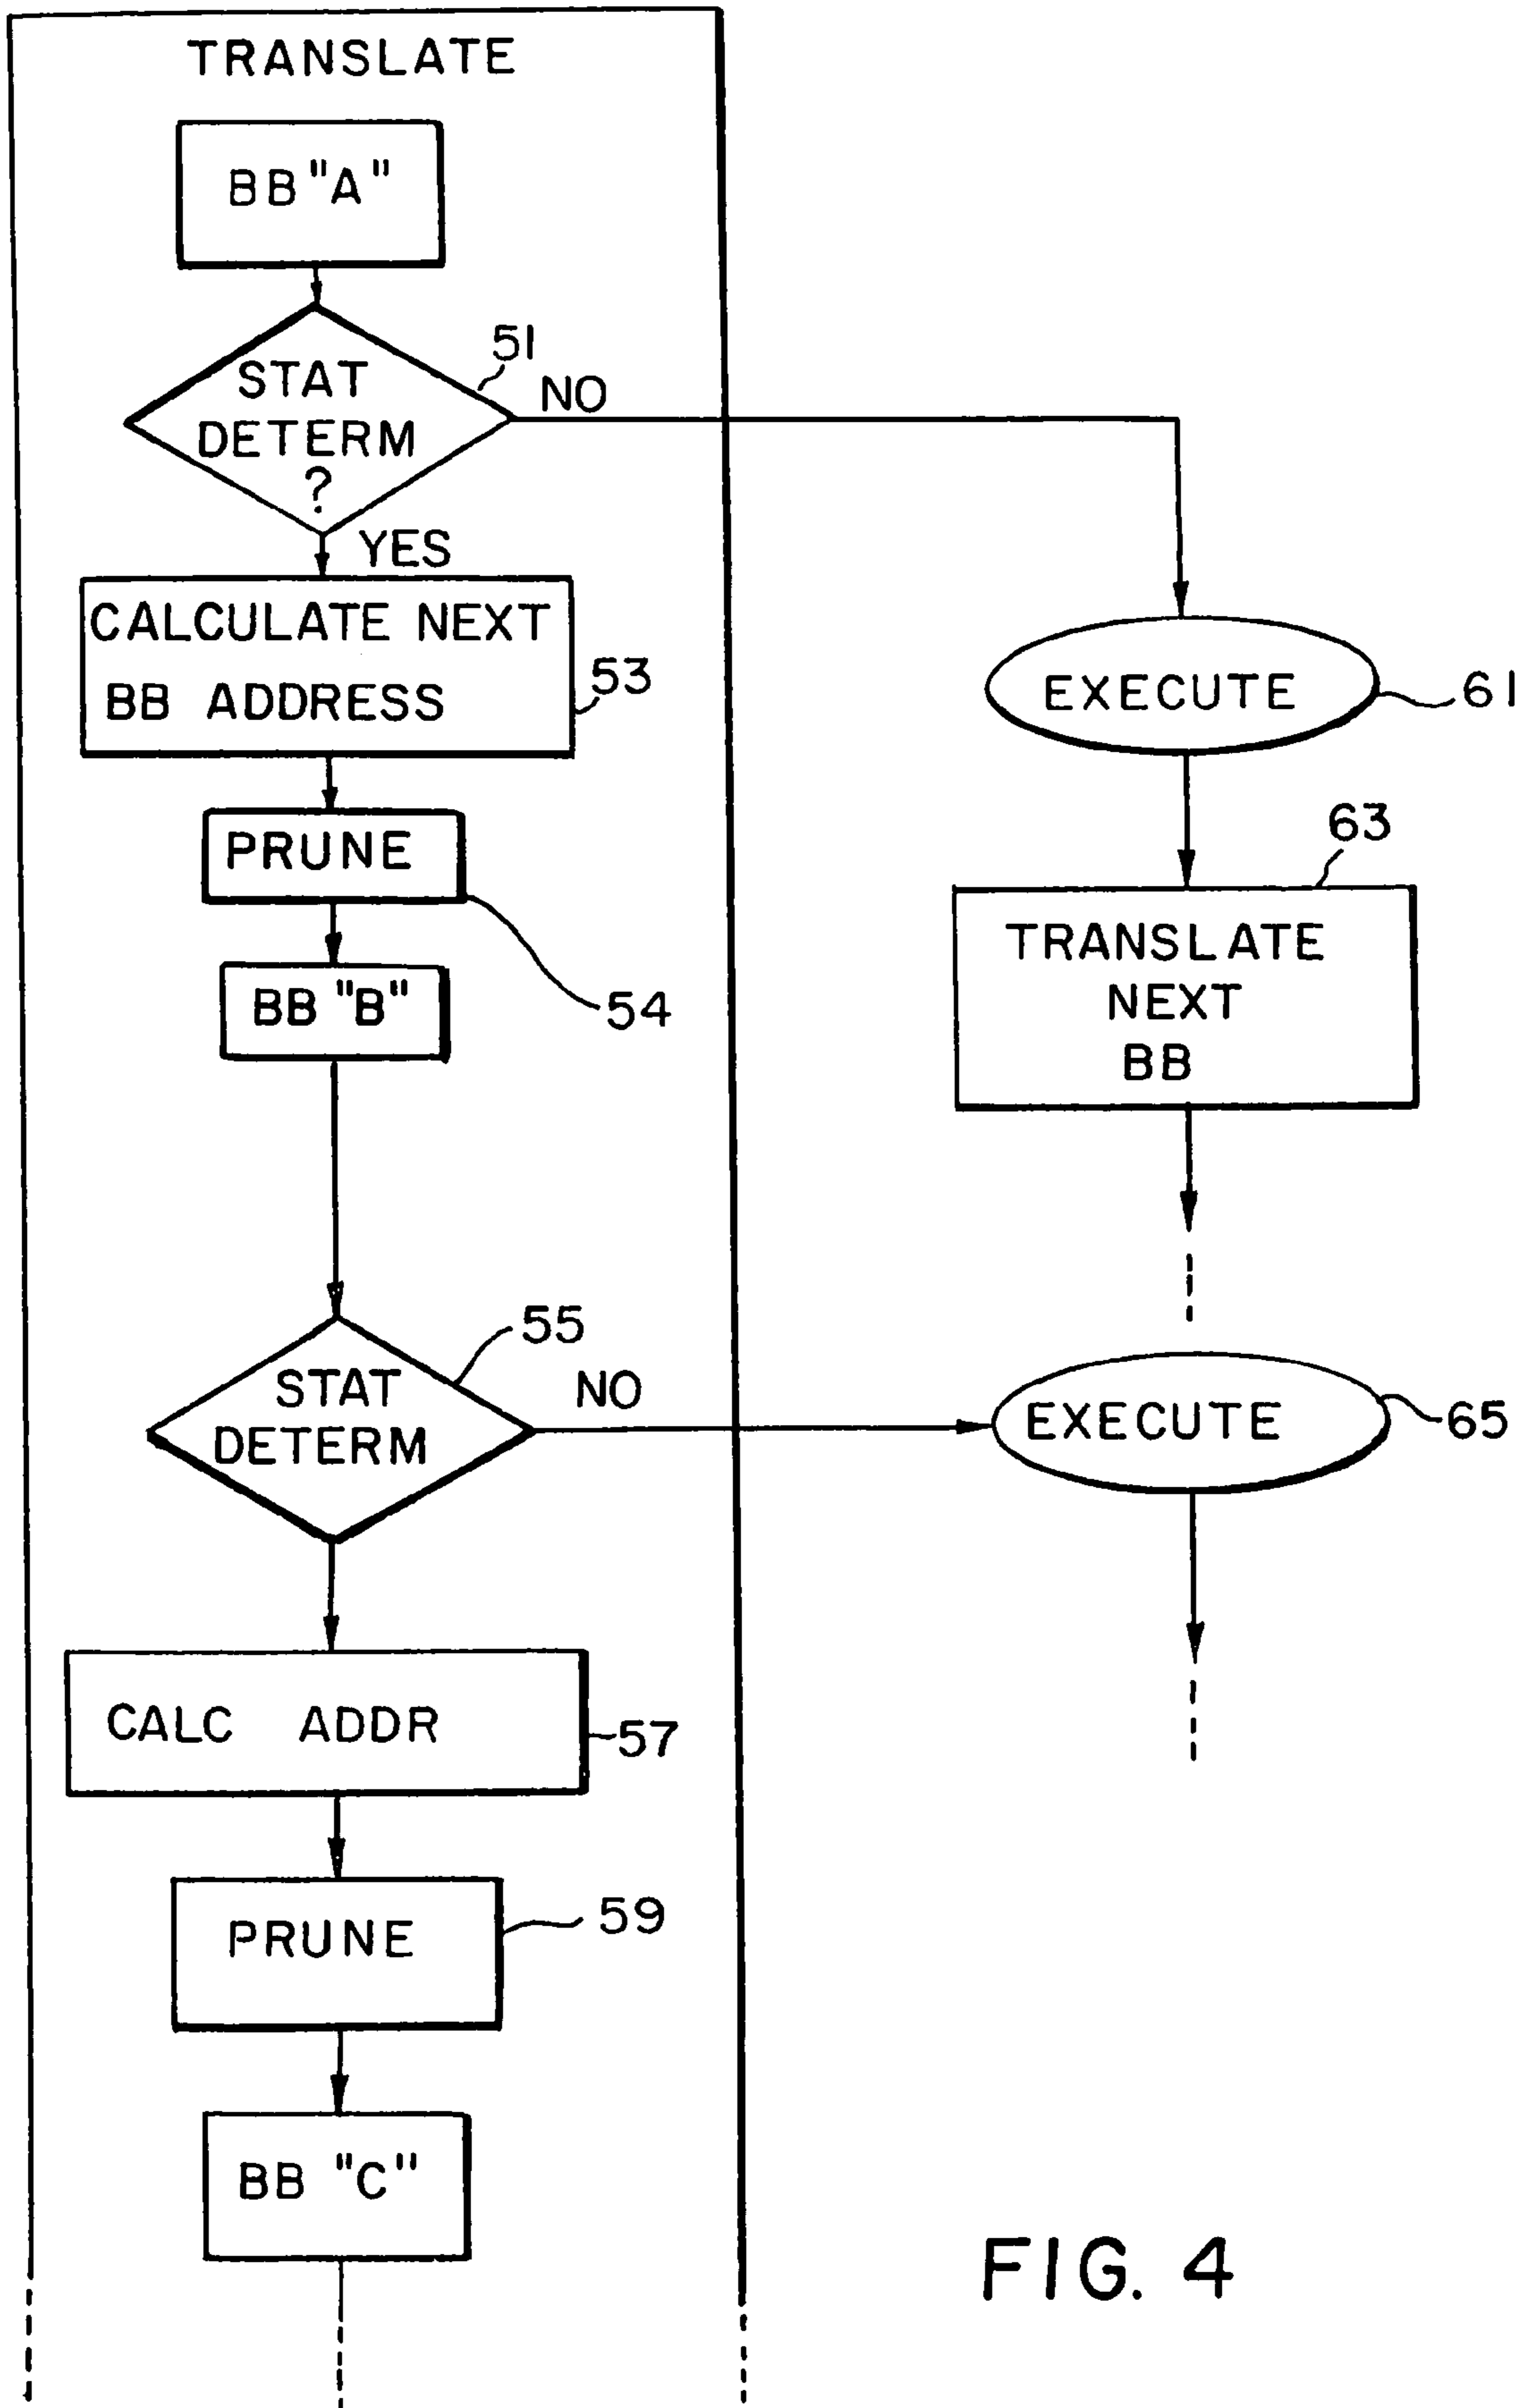 TRANSLATE
BB "A"
STAT
DETERM
?
51
NO
YES
CALCULATE NEXT
BB ADDRESS
53
PRUNE
54
BB "B"
STAT
DETERM
55
NO
CALC ADDR
57
PRUNE
59
BB "C"
EXECUTE
61
63
TRANSLATE
NEXT
BB
EXECUTE
65
FIG. 4